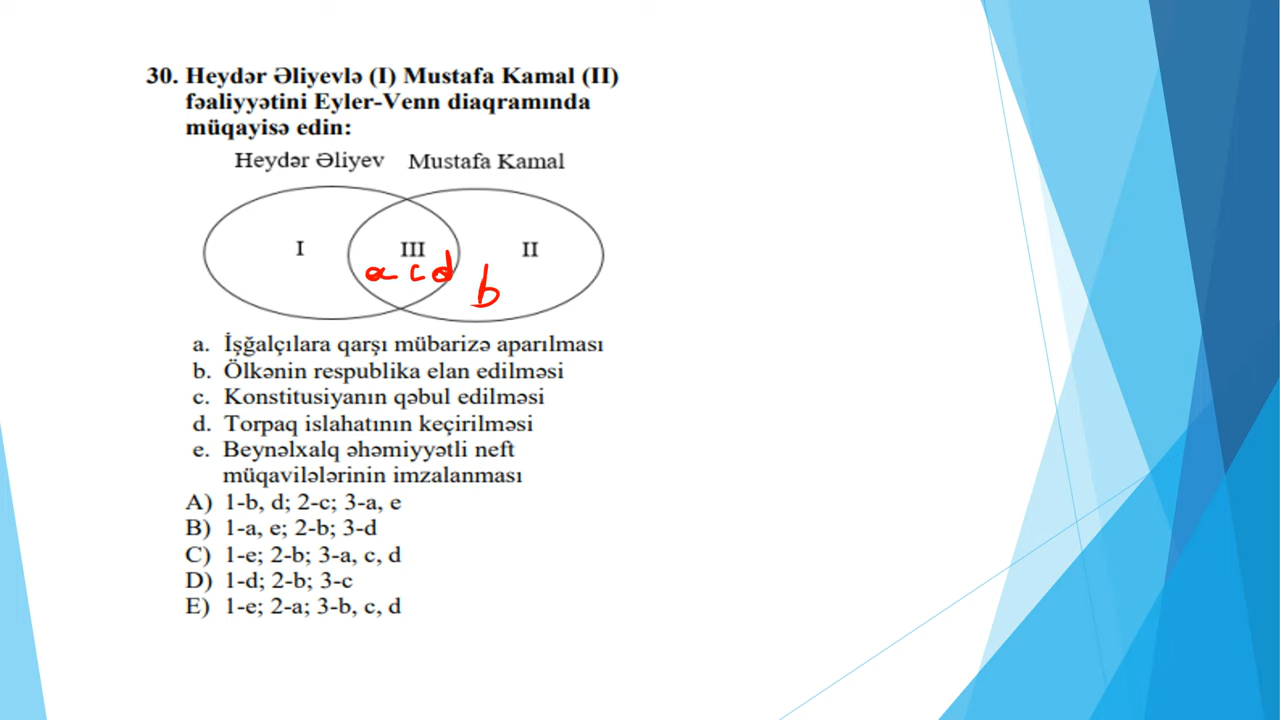 30. Heydər Əliyevlə (I) Mustafa Kamal (II)
fəaliyyətini Eyler-Venn diaqramında
müqayisə edin:
Heydər Əliyev Mustafa Kamal
I III II
a c d
b
a. İşğalçılara qarşı mübarizə aparılması
b. Ölkənin respublika elan edilməsi
c. Konstitusiyanın qəbul edilməsi
d. Torpaq islahatının keçirilməsi
e. Beynəlxalq əhəmiyyətli neft
müqavilələrinin imzalanması
A) 1-b, d; 2-c; 3-a, e
B) 1-a, e; 2-b; 3-d
C) 1-e; 2-b; 3-a, c, d
D) 1-d; 2-b; 3-c
E) 1-e; 2-a; 3-b, c, d